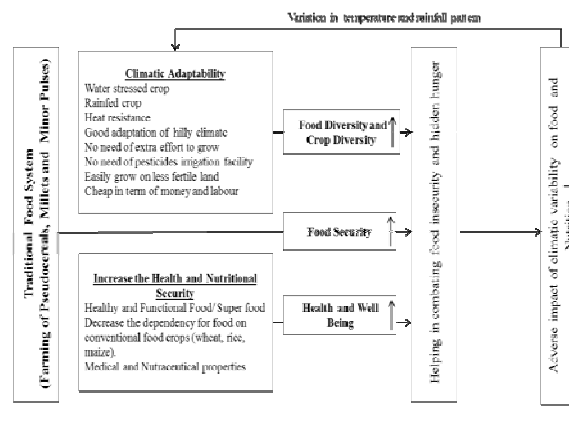 Variation in temperature and rainfall pattern
Traditional Food System
(Farming of Pseudocereals, Millets and Minor Pulses)
Climatic Adaptability
Water stressed crop
Rainfed crop
Heat resistance
Good adaptation of hilly climate
No need of extra effort to grow
No need of pesticides irrigation facility
Easily grow on less fertile land
Cheap in term of money and labour
Increase the Health and Nutritional
Security
Healthy and Functional Food/ Super food
Decrease the dependency for food on
conventional food crops (wheat, rice,
maize).
Medical and Nutraceutical properties
Food Diversity and
Crop Diversity
Food Security
Health and Well
Being
Helping in combating food insecurity and hidden hunger
Adverse impact of climatic variability on food and